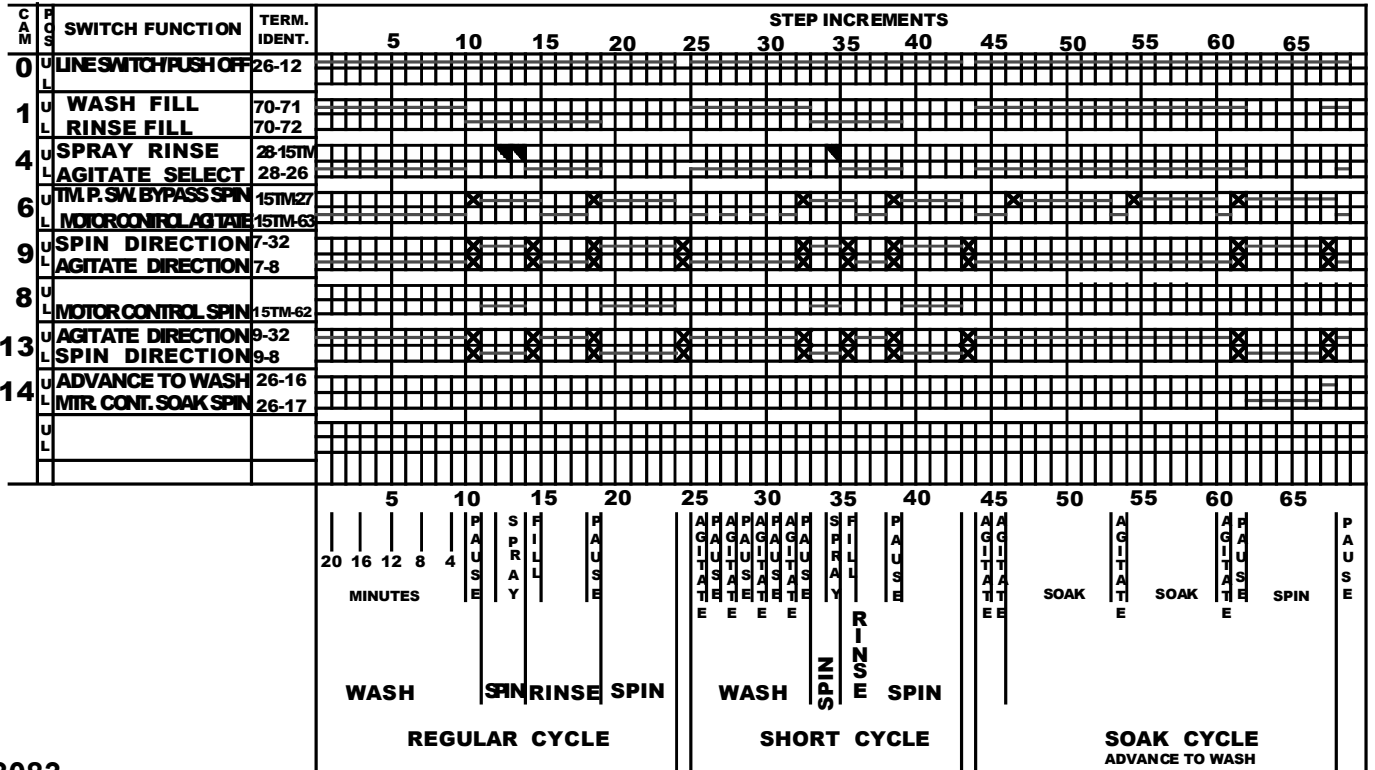 CAM POS SWITCH FUNCTION TERM. IDENT. STEP INCREMENTS
5 10 15 20 25 30 35 40 45 50 55 60 65
0 U LINE SWITCH/PUSH OFF 26-12
L
1 U WASH FILL 70-71
L RINSE FILL 70-72
4 U SPRAY RINSE 28-15TM
L AGITATE SELECT 28-26
6 U TM.P. SW. BYPASS SPIN 15TM-27
L MOTOR CONTROL AGITATE 15TM-63
9 U SPIN DIRECTION 7-32
L AGITATE DIRECTION 7-8
8 U
L MOTOR CONTROL SPIN 15TM-62
13 U AGITATE DIRECTION 9-32
L SPIN DIRECTION 9-8
14 U ADVANCE TO WASH 26-16
L MTR. CONT. SOAK SPIN 26-17
U
L
5 10 15 20 25 30 35 40 45 50 55 60 65
PAUSE SPRAY FILL PAUSE AGITATE PAUSE AGITATE PAUSE AGITATE PAUSE AGITATE PAUSE SPRAY FILL PAUSE AGITATE AGITATE AGITATE AGITATE PAUSE PAUSE
20 16 12 8 4
MINUTES SOAK SOAK SPIN
WASH SPIN RINSE SPIN WASH SPIN RINSE SPIN
REGULAR CYCLE SHORT CYCLE SOAK CYCLE
ADVANCE TO WASH